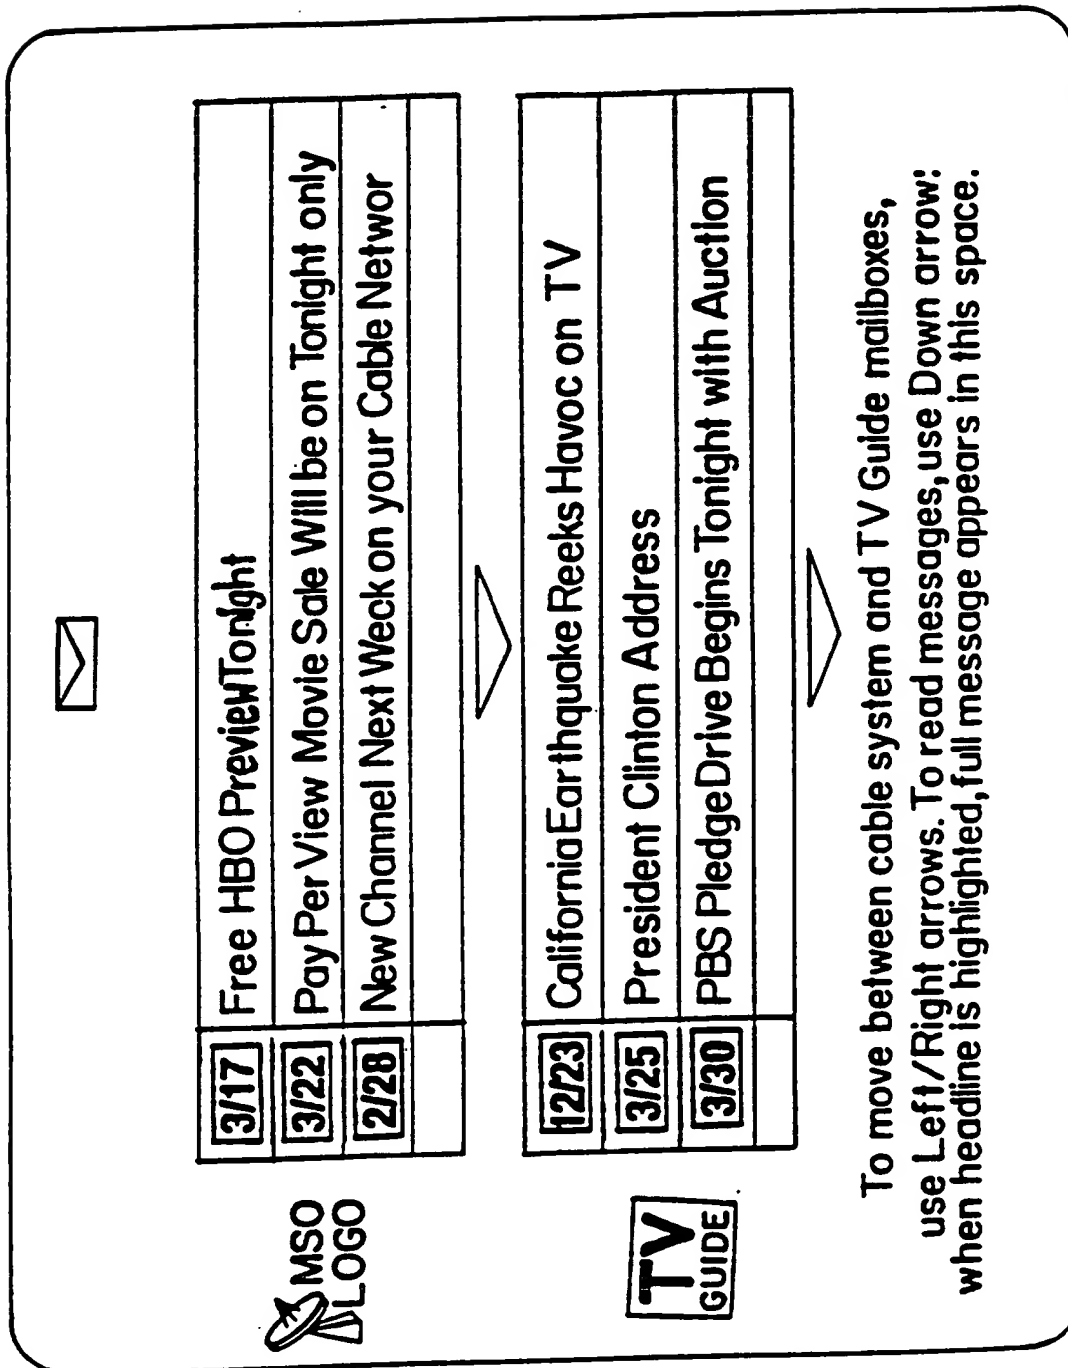 MSO
LOGO
3/17 Free HBO Preview Tonight
3/22 Pay Per View Movie Sale Will be on Tonight only
2/28 New Channel Next Weck on your Cable Networ
TV
GUIDE
12/23 California Earthquake Reeks Havoc on TV
3/25 President Clinton Address
3/30 PBS Pledge Drive Begins Tonight with Auction
To move between cable system and TV Guide mailboxes,
use Left/Right arrows. To read messages, use Down arrow;
when headline is highlighted, full message appears in this space.